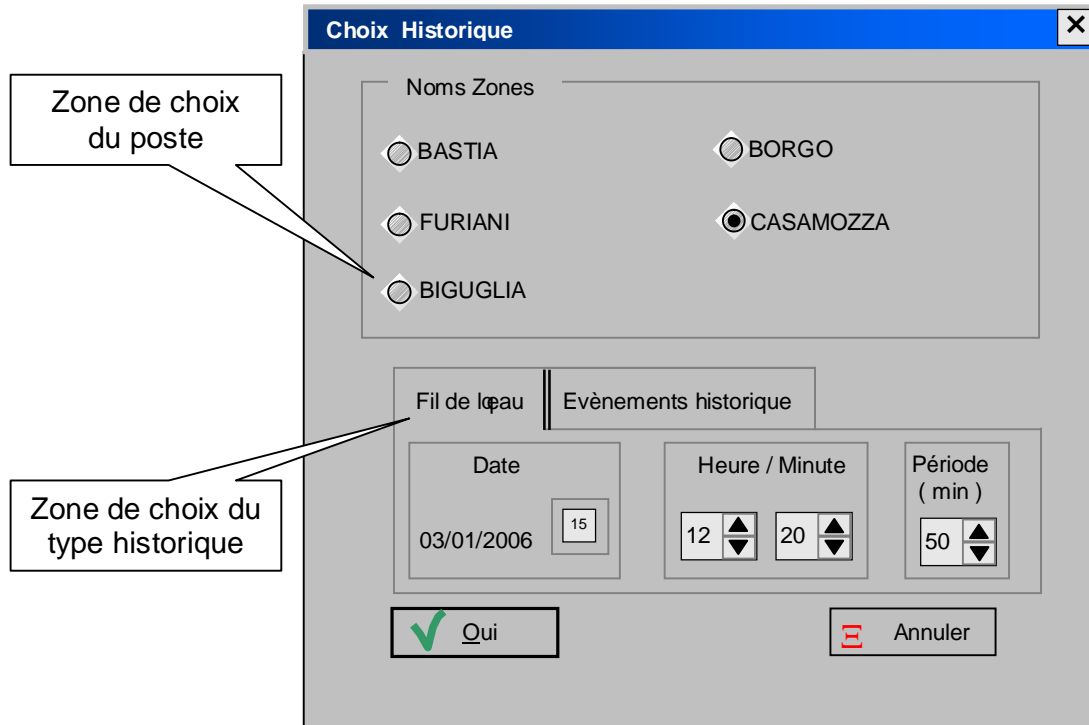 Choix Historique
Zone de choix
du poste
Noms Zones
BASTIA
BORGO
FURIANI
CASAMOZZA
BIGUGLIA
Fil de lœau
Evènements historique
Zone de choix du
type historique
Date
03/01/2006
15
Heure / Minute
12
20
Période
( min )
50
Oui
Ξ Annuler